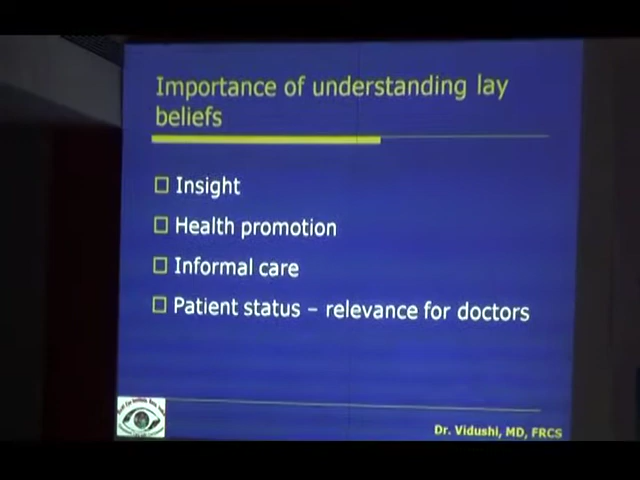 Importance of understanding lay
beliefs
Insight
Health promotion
Informal care
Patient status – relevance for doctors
Dr. Vidushi, MD, FRCS